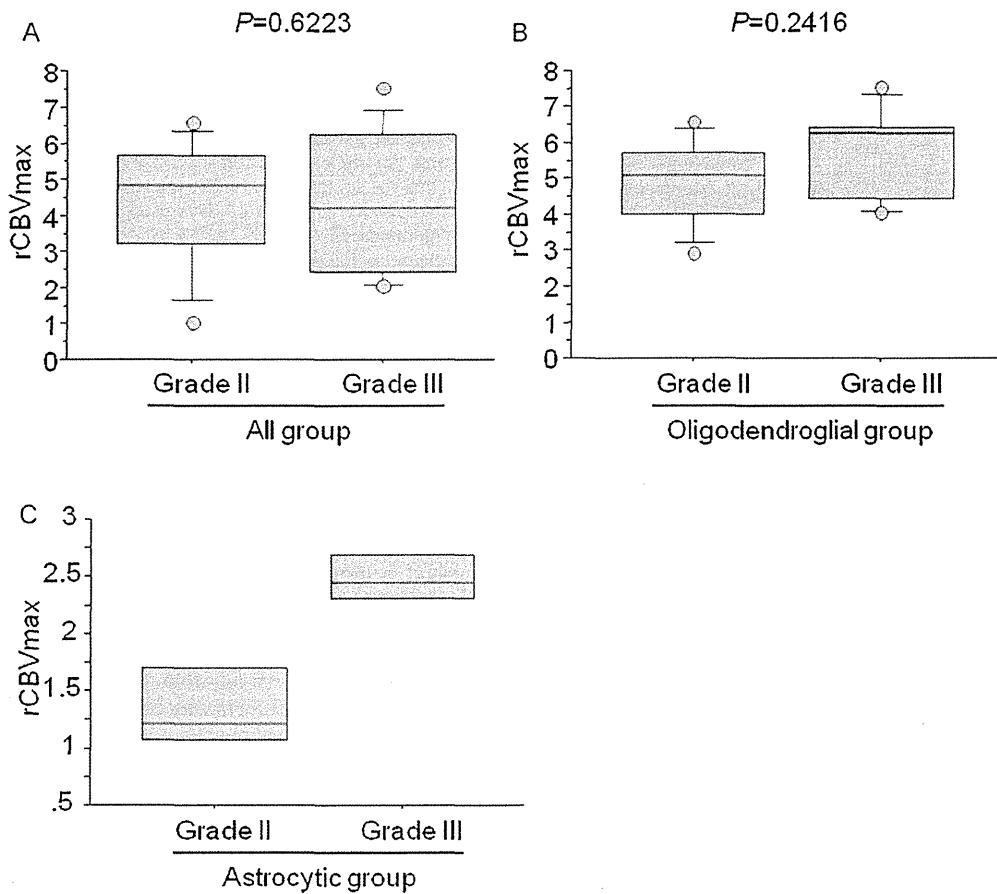 A
P=0.6223
rCBVmax
8
7
6
5
4
3
2
1
0
Grade II
Grade III
All group
B
P=0.2416
rCBVmax
8
7
6
5
4
3
2
1
0
Grade II
Grade III
Oligodendroglial group
C
rCBVmax
3
2.5
2
1.5
1
.5
Grade II
Grade III
Astrocytic group